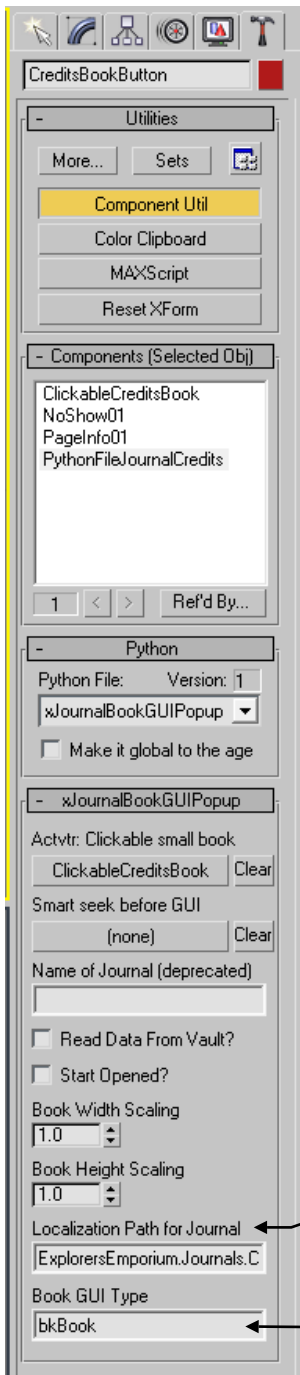 CreditsBookButton
- Utilities
More... Sets
Component Util
Color Clipboard
MAXScript
Reset XForm
- Components (Selected Obj)
ClickableCreditsBook
NoShow01
PageInfo01
PythonFileJournalCredits
1 < > Ref'd By...
- Python
Python File: Version: 1
xJournalBookGUIPopup
Make it global to the age
- xJournalBookGUIPopup
Actvtr: Clickable small book
ClickableCreditsBook Clear
Smart seek before GUI
(none) Clear
Name of Journal (deprecated)
Read Data From Vault?
Start Opened?
Book Width Scaling
1.0
Book Height Scaling
1.0
Localization Path for Journal
ExplorersEmporium.Journals.C
Book GUI Type
bkBook